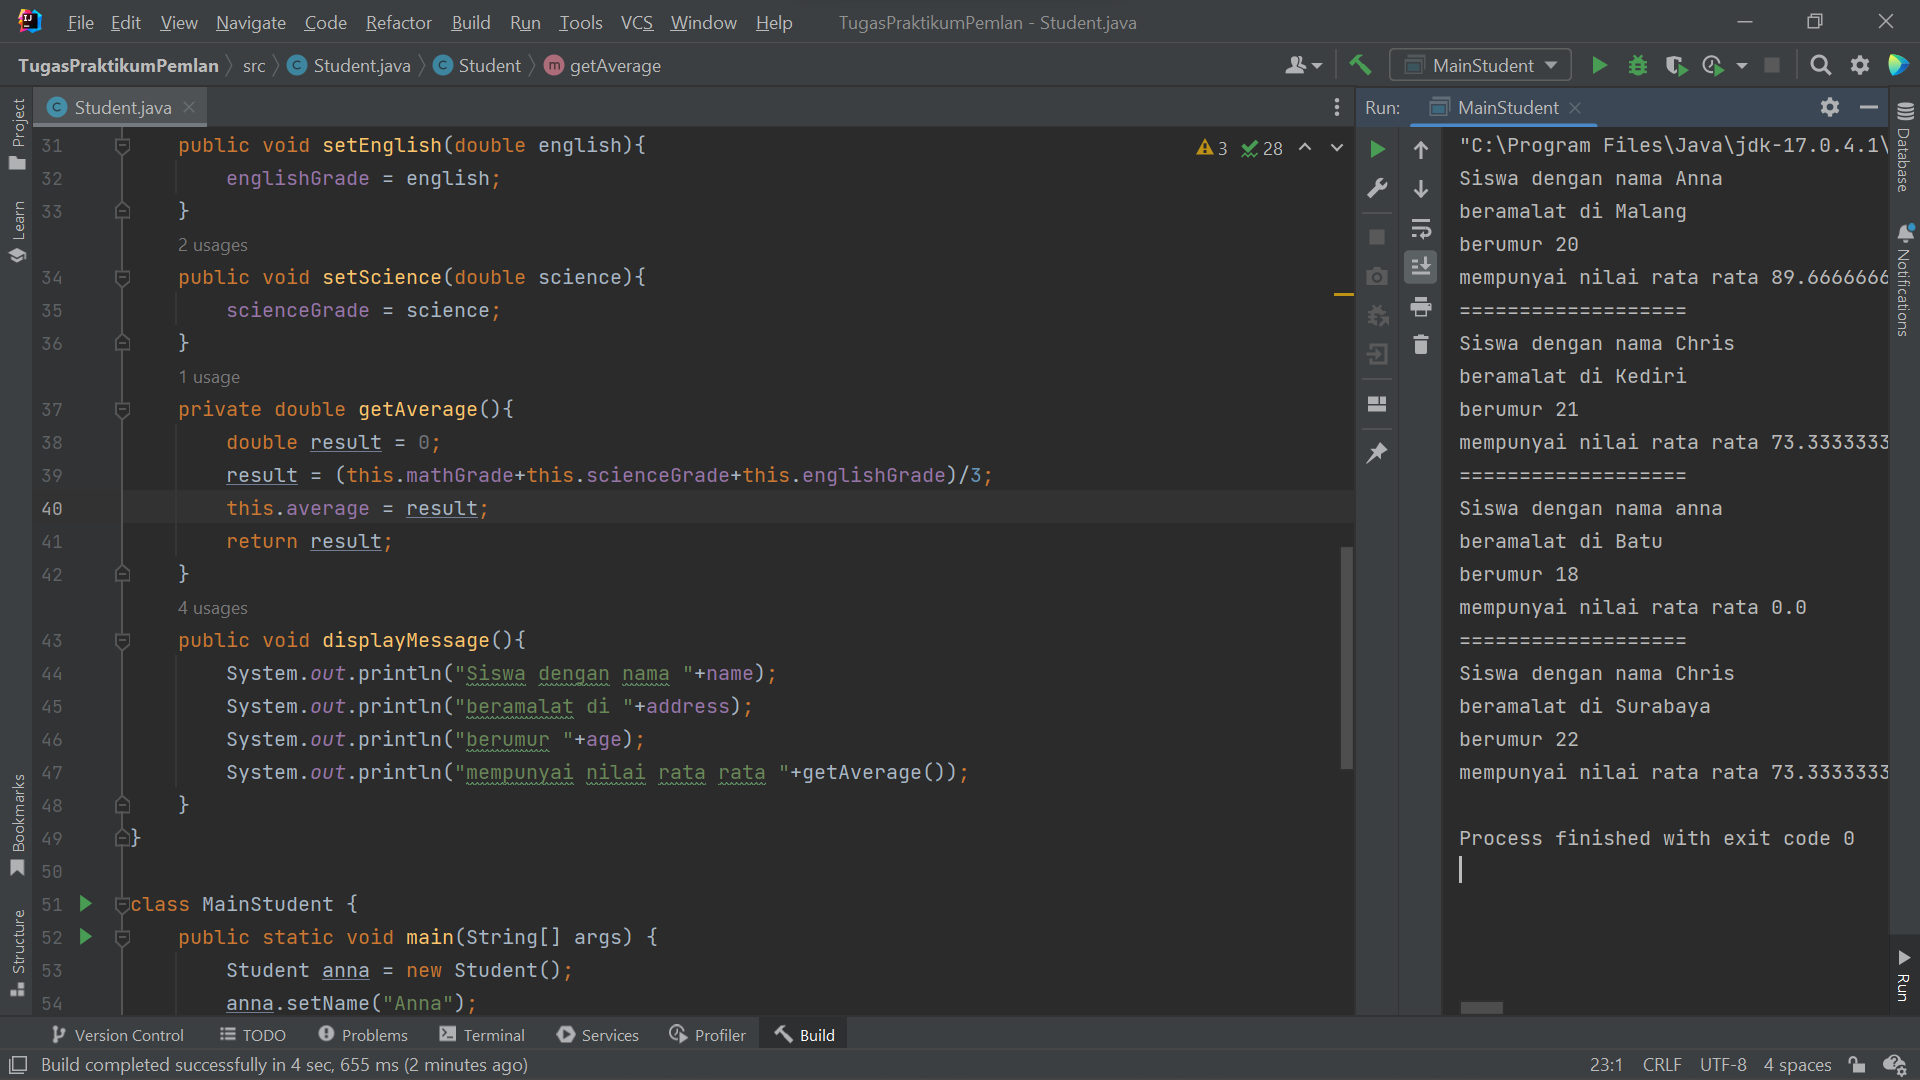 File Edit View Navigate Code Refactor Build Run Tools VCS Window Help TugasPraktikumPemlan - Student.java
TugasPraktikumPemlan src Student.java Student getAverage MainStudent
Project
Learn
Bookmarks
Structure
Student.java
3 28
31 public void setEnglish(double english){
32 englishGrade = english;
33 }
2 usages
34 public void setScience(double science){
35 scienceGrade = science;
36 }
1 usage
37 private double getAverage(){
38 double result = 0;
39 result = (this.mathGrade+this.scienceGrade+this.englishGrade)/3;
40 this.average = result;
41 return result;
42 }
4 usages
43 public void displayMessage(){
44 System.out.println("Siswa dengan nama "+name);
45 System.out.println("beramalat di "+address);
46 System.out.println("berumur "+age);
47 System.out.println("mempunyai nilai rata rata "+getAverage());
48 }
49 }
50
51 class MainStudent {
52 public static void main(String[] args) {
53 Student anna = new Student();
54 anna.setName("Anna");
Run: MainStudent
"C:\Program Files\Java\jdk-17.0.4.1\
Siswa dengan nama Anna
beramalat di Malang
berumur 20
mempunyai nilai rata rata 89.6666666
===================
Siswa dengan nama Chris
beramalat di Kediri
berumur 21
mempunyai nilai rata rata 73.3333333
===================
Siswa dengan nama anna
beramalat di Batu
berumur 18
mempunyai nilai rata rata 0.0
===================
Siswa dengan nama Chris
beramalat di Surabaya
berumur 22
mempunyai nilai rata rata 73.3333333
Process finished with exit code 0
Database
Notifications
Run
Version Control TODO Problems Terminal Services Profiler Build
Build completed successfully in 4 sec, 655 ms (2 minutes ago) 23:1 CRLF UTF-8 4 spaces